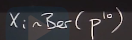 Xi ~ Ber(p¹⁰)